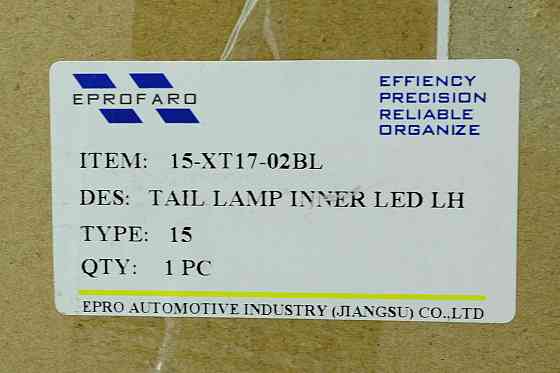 EPROFARO
EFFIENCY
PRECISION
RELIABLE
ORGANIZE
ITEM: 15-XT17-02BL
DES: TAIL LAMP INNER LED LH
TYPE: 15
QTY: 1 PC
EPRO AUTOMOTIVE INDUSTRY (JIANGSU) CO.,LTD